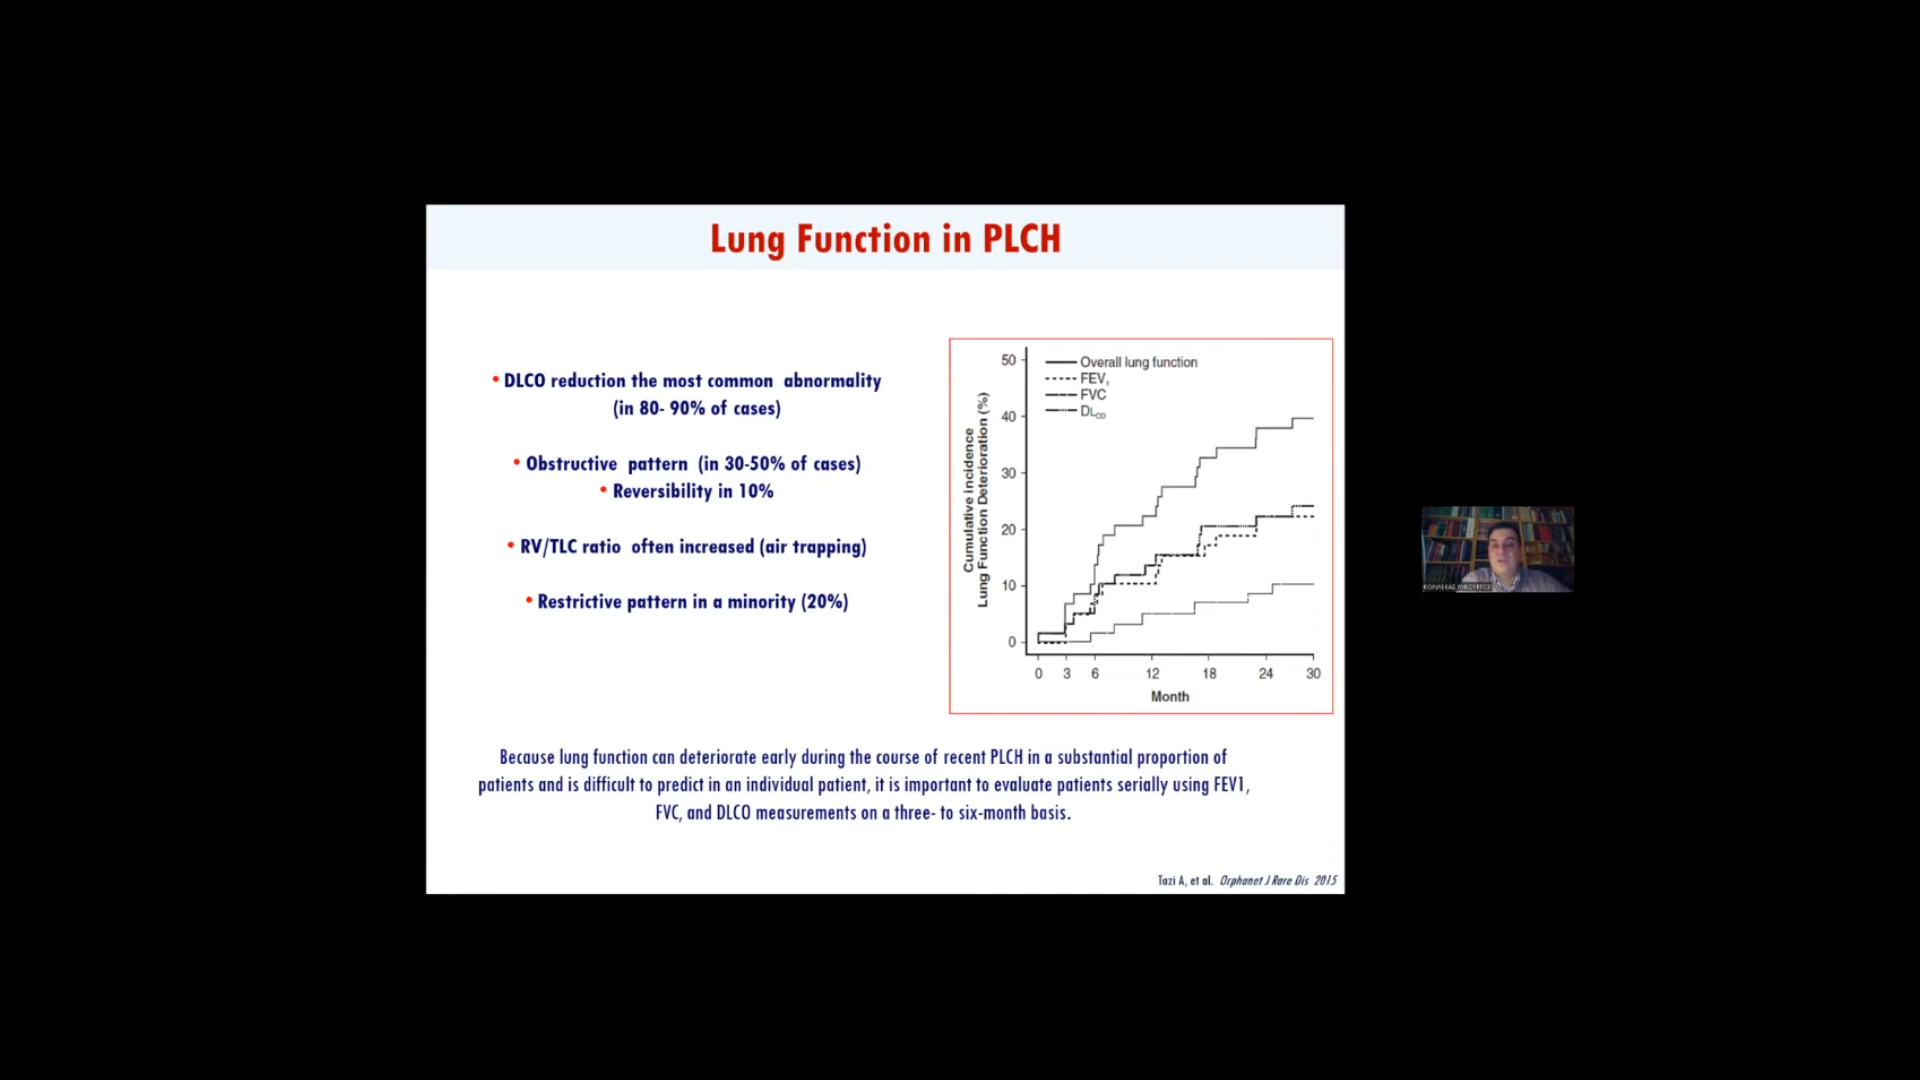 Lung Function in PLCH
• DLCO reduction the most common abnormality
(in 80- 90% of cases)
• Obstructive pattern (in 30-50% of cases)
• Reversibility in 10%
• RV/TLC ratio often increased (air trapping)
• Restrictive pattern in a minority (20%)
Cumulative incidence
Lung Function Deterioration (%)
50
40
30
20
10
0
Overall lung function
FEV₁
FVC
DLCO
0 3 6 12 18 24 30
Month
Because lung function can deteriorate early during the course of recent PLCH in a substantial proportion of
patients and is difficult to predict in an individual patient, it is important to evaluate patients serially using FEV1,
FVC, and DLCO measurements on a three- to six-month basis.
Tazi A, et al. Orphanet J Rare Dis 2015